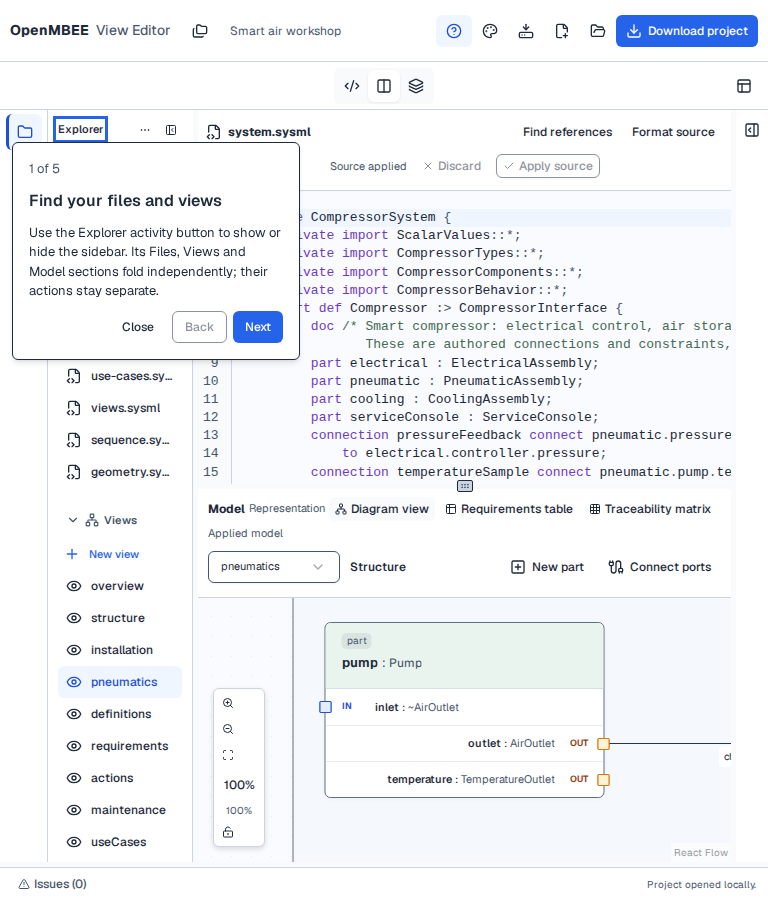 OpenMBEE View Editor
Smart air workshop
Download project
Explorer
system.sysml
Find references
Format source
Source applied
Discard
Apply source
1 of 5
Find your files and views
Use the Explorer activity button to show or
hide the sidebar. Its Files, Views and
Model sections fold independently; their
actions stay separate.
Close
Back
Next
CompressorSystem {
import ScalarValues::*;
import CompressorTypes::*;
import CompressorComponents::*;
import CompressorBehavior::*;
def Compressor :> CompressorInterface {
doc /* Smart compressor: electrical control, air stora
These are authored connections and constraints,
9 part electrical : ElectricalAssembly;
10 part pneumatic : PneumaticAssembly;
11 part cooling : CoolingAssembly;
12 part serviceConsole : ServiceConsole;
13 connection pressureFeedback connect pneumatic.pressure
14 to electrical.controller.pressure;
15 connection temperatureSample connect pneumatic.pump.te
use-cases.sy...
views.sysml
sequence.sy...
geometry.sy...
Views
New view
overview
structure
installation
pneumatics
definitions
requirements
actions
maintenance
useCases
Model
Representation
Diagram view
Requirements table
Traceability matrix
Applied model
pneumatics
Structure
New part
Connect ports
part
pump : Pump
IN inlet : ~AirOutlet
outlet : AirOutlet OUT
temperature : TemperatureOutlet OUT
100%
100%
React Flow
Issues (0)
Project opened locally.